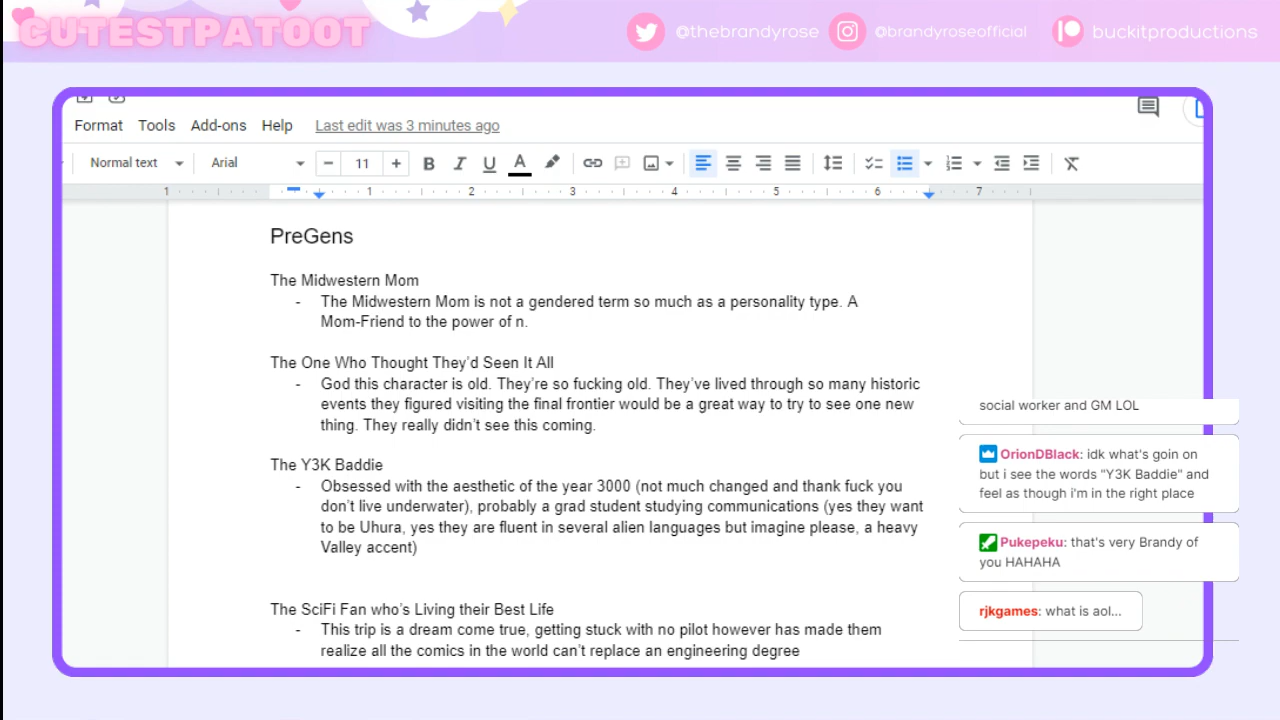 CUTESTPATOOT
@thebrandyrose @brandyroseofficial buckitproductions
Format Tools Add-ons Help Last edit was 3 minutes ago
Normal text Arial 11 B I U A
1 1 2 3 4 5 6 7
PreGens
The Midwestern Mom
- The Midwestern Mom is not a gendered term so much as a personality type. A
Mom-Friend to the power of n.
The One Who Thought They'd Seen It All
- God this character is old. They're so fucking old. They've lived through so many historic
events they figured visiting the final frontier would be a great way to try to see one new
thing. They really didn't see this coming.
The Y3K Baddie
- Obsessed with the aesthetic of the year 3000 (not much changed and thank fuck you
don't live underwater), probably a grad student studying communications (yes they want
to be Uhura, yes they are fluent in several alien languages but imagine please, a heavy
Valley accent)
The SciFi Fan who's Living their Best Life
- This trip is a dream come true, getting stuck with no pilot however has made them
realize all the comics in the world can't replace an engineering degree
social worker and GM LOL
OrionDBlack: idk what's goin on
but i see the words "Y3K Baddie" and
feel as though i'm in the right place
Pukepeku: that's very Brandy of
you HAHAHA
rjkgames: what is aol...